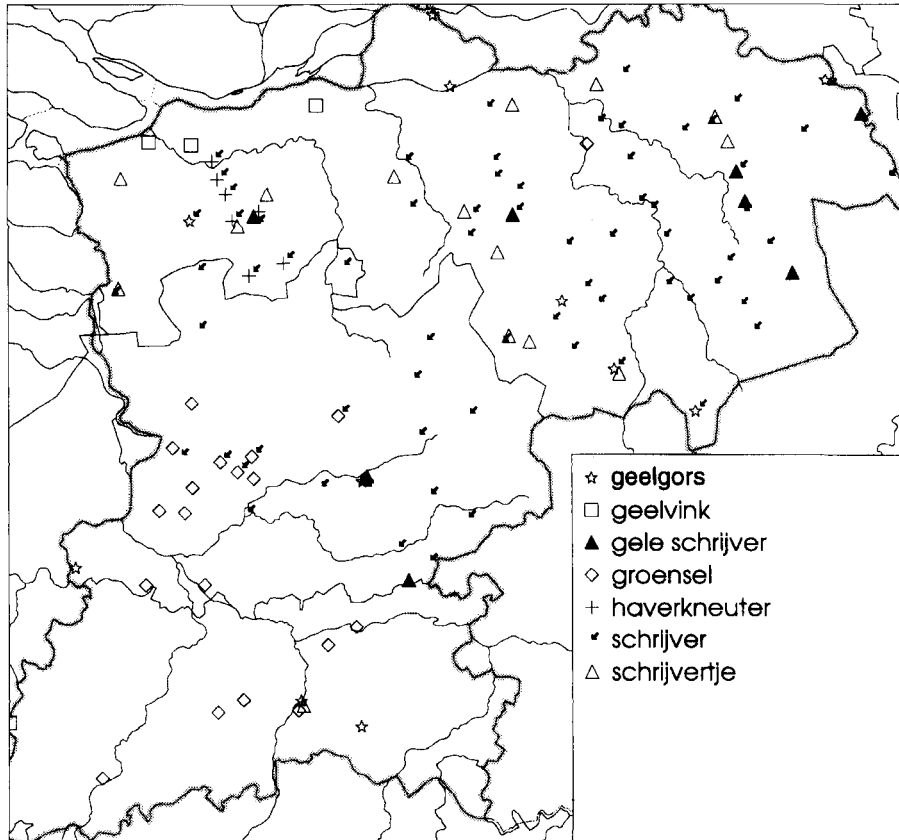 geelgors
geelvink
gele schrijver
groensel
haverkneuter
schrijver
schrijvertje